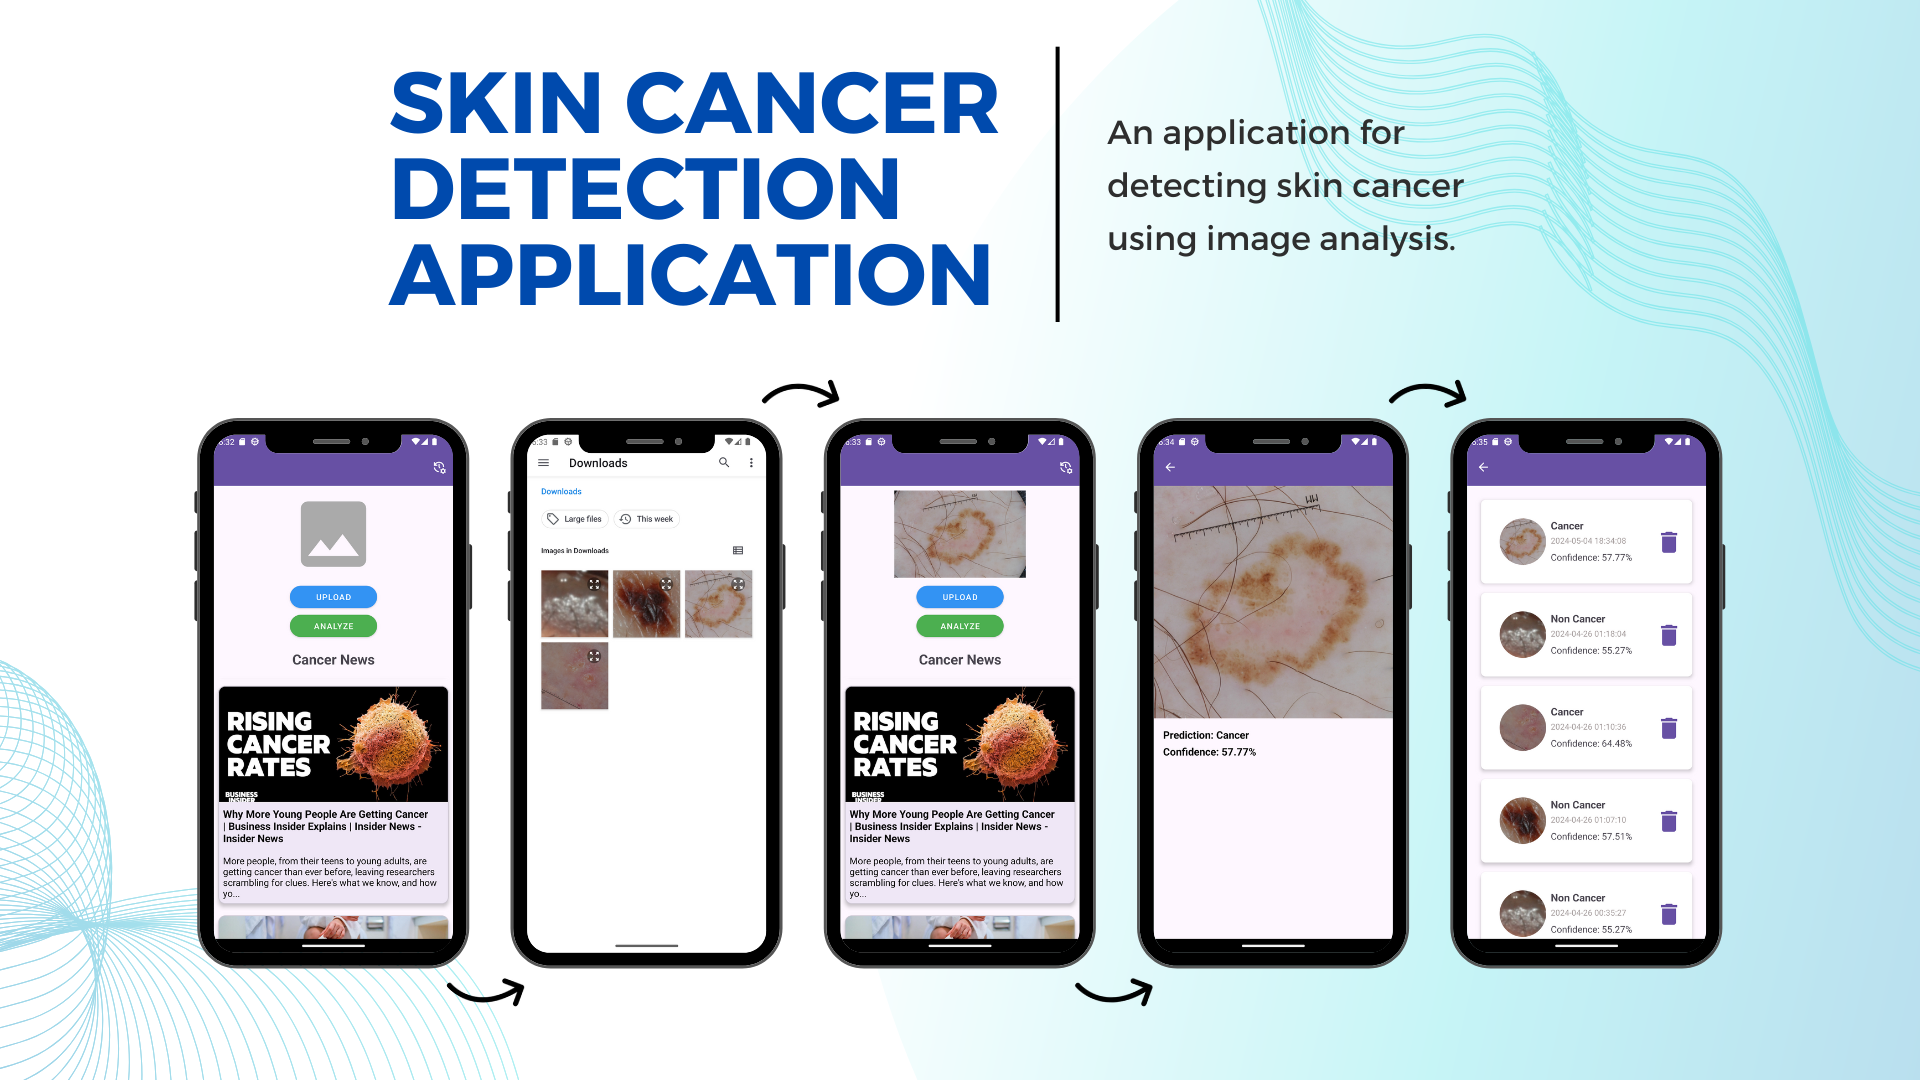 SKIN CANCER
DETECTION
APPLICATION
An application for
detecting skin cancer
using image analysis.
6:32
UPLOAD
ANALYZE
Cancer News
RISING
CANCER
RATES
BUSINESS
INSIDER
Why More Young People Are Getting Cancer
| Business Insider Explains | Insider News -
Insider News
More people, from their teens to young adults, are
getting cancer than ever before, leaving researchers
scrambling for clues. Here's what we know, and how
yo...
6:33
Downloads
Downloads
Large files
This week
Images in Downloads
6:33
UPLOAD
ANALYZE
Cancer News
RISING
CANCER
RATES
BUSINESS
INSIDER
Why More Young People Are Getting Cancer
| Business Insider Explains | Insider News -
Insider News
More people, from their teens to young adults, are
getting cancer than ever before, leaving researchers
scrambling for clues. Here's what we know, and how
yo...
6:34
Prediction: Cancer
Confidence: 57.77%
6:35
Cancer
2024-05-04 18:34:08
Confidence: 57.77%
Non Cancer
2024-04-26 01:18:04
Confidence: 55.27%
Cancer
2024-04-26 01:10:36
Confidence: 64.48%
Non Cancer
2024-04-26 01:07:10
Confidence: 57.51%
Non Cancer
2024-04-26 00:35:27
Confidence: 55.27%